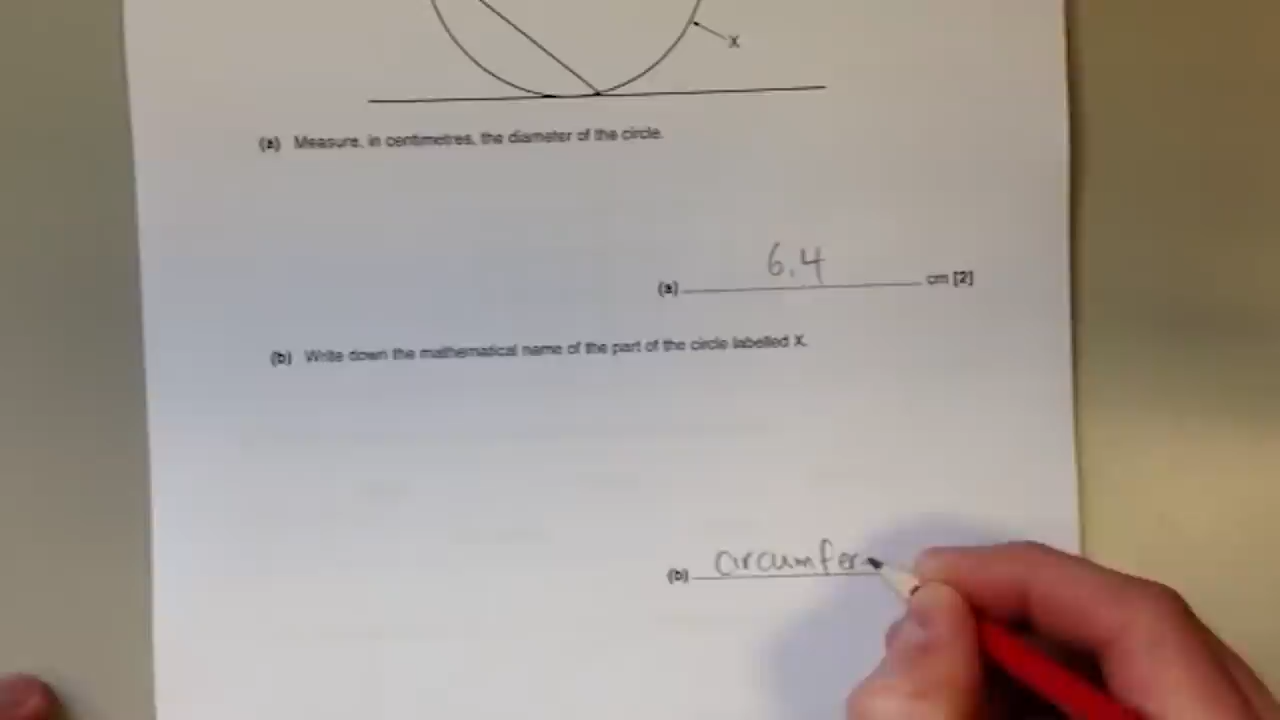 X
(a) Measure, in centimetres, the diameter of the circle.
6.4
(a) cm [2]
(b) Write down the mathematical name of the part of the circle labelled X.
(b) circumfer